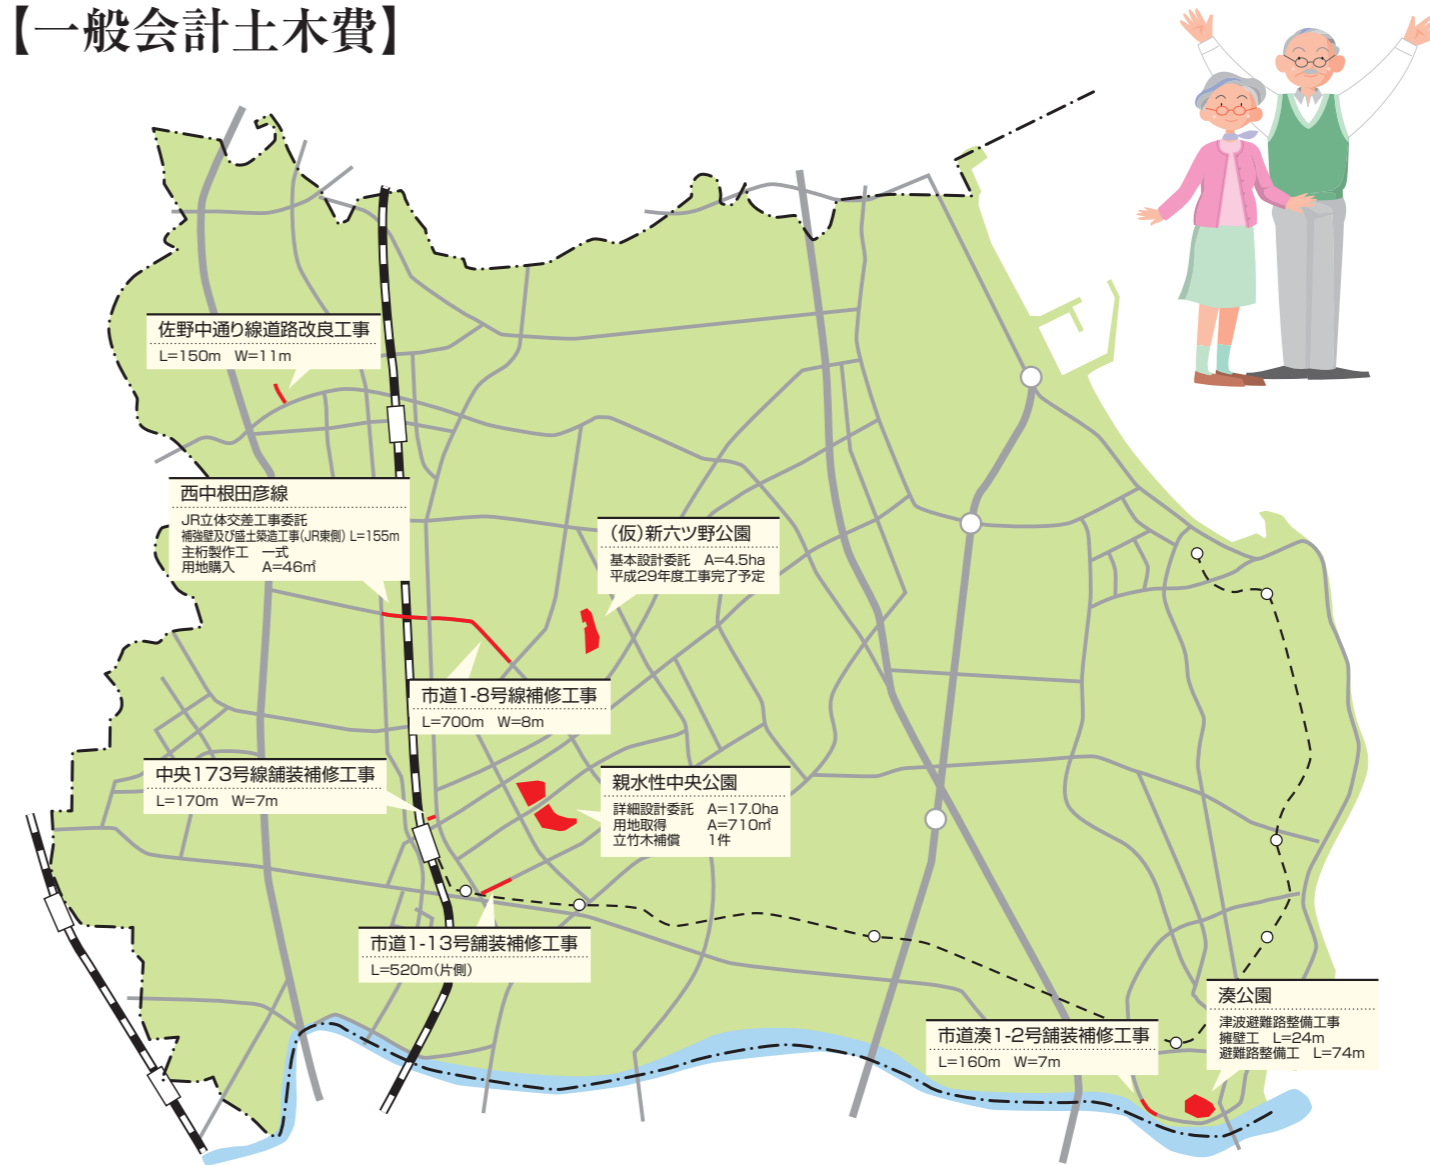 【一般会計土木費】
佐野中通り線道路改良工事
L=150m W=11m
西中根田彦線
JR立体交差工事委託
補強壁及び盛土築造工事(JR東側) L=155m
主桁製作工 一式
用地購入 A=46㎡
(仮)新六ツ野公園
基本設計委託 A=4.5ha
平成29年度工事完了予定
市道1-8号線補修工事
L=700m W=8m
中央173号線舗装補修工事
L=170m W=7m
親水性中央公園
詳細設計委託 A=17.0ha
用地取得 A=710㎡
立竹木補償 1件
市道1-13号舗装補修工事
L=520m(片側)
湊公園
津波避難路整備工事
擁壁工 L=24m
避難路整備工 L=74m
市道湊1-2号舗装補修工事
L=160m W=7m